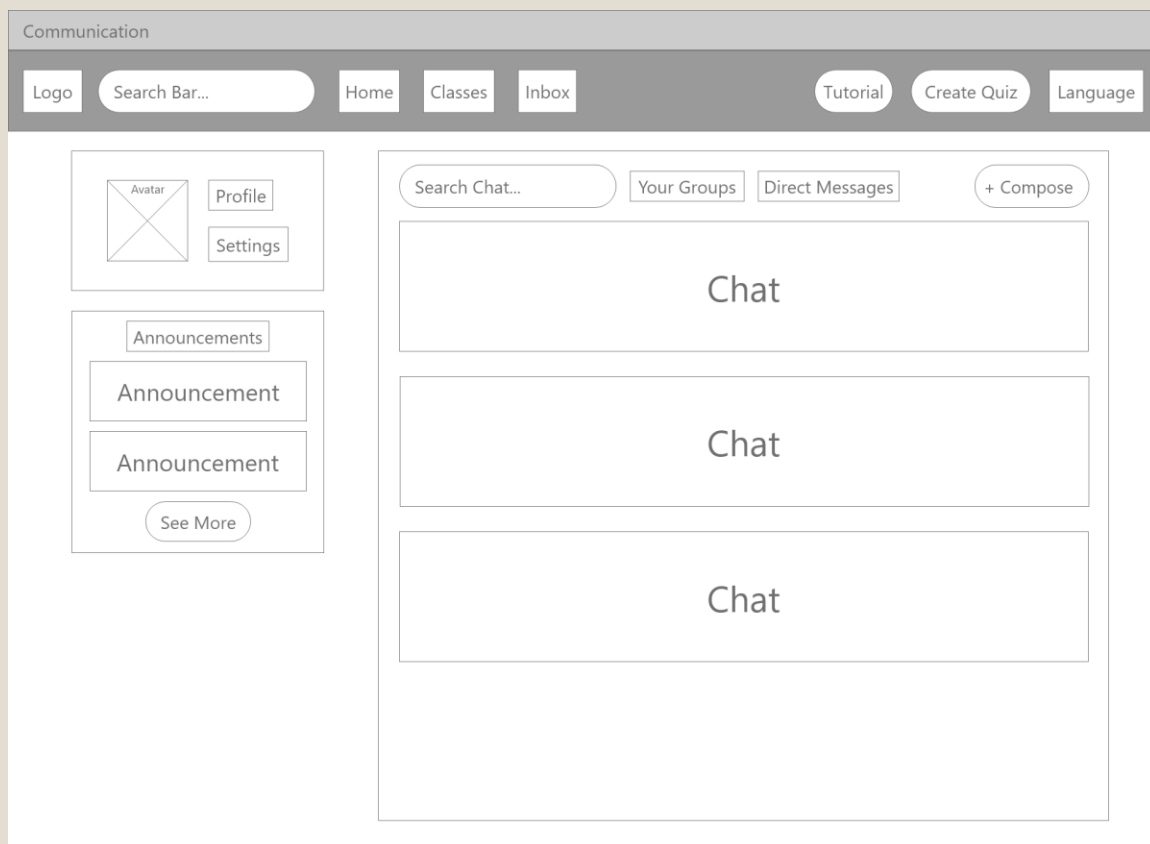 Communication
Logo
Search Bar...
Home
Classes
Inbox
Tutorial
Create Quiz
Language
Avatar
Profile
Settings
Announcements
Announcement
Announcement
See More
Search Chat...
Your Groups
Direct Messages
+ Compose
Chat
Chat
Chat